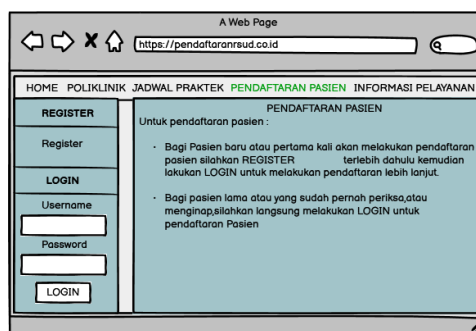 A Web Page
https://pendaftaranrsud.co.id
HOME POLIKLINIK JADWAL PRAKTEK PENDAFTARAN PASIEN INFORMASI PELAYANAN
REGISTER
Register
LOGIN
Username
Password
LOGIN
PENDAFTARAN PASIEN
Untuk pendaftaran pasien :
• Bagi Pasien baru atau pertama kali akan melakukan pendaftaran
pasien silahkan REGISTER terlebih dahulu kemudian
lakukan LOGIN untuk melakukan pendaftaran lebih lanjut.
• Bagi pasien lama atau yang sudah pernah periksa,atau
menginap,silahkan langsung melakukan LOGIN untuk
pendaftaran Pasien